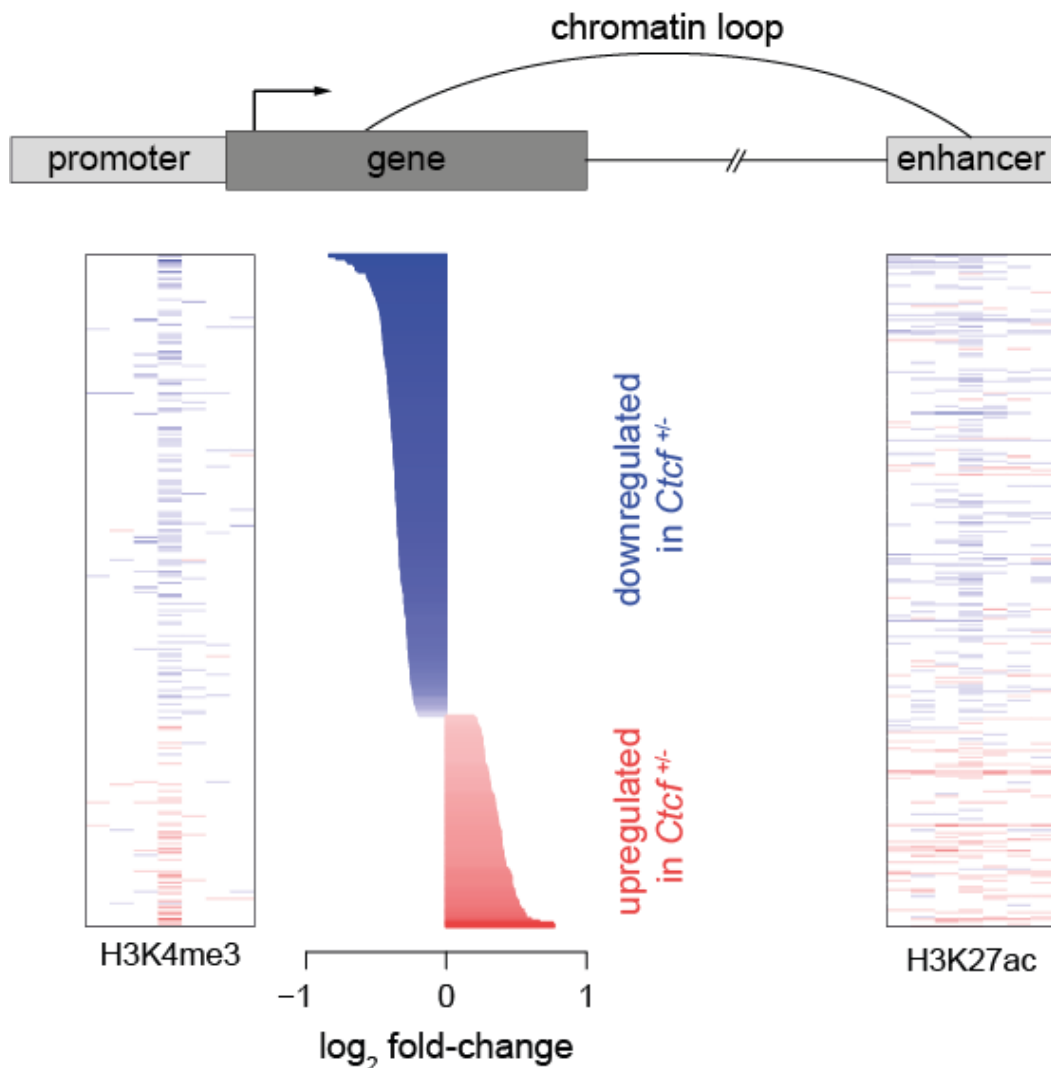 chromatin loop
promoter
gene
//
enhancer
downregulated
in Ctcf +/-
upregulated
in Ctcf +/-
H3K4me3
H3K27ac
−1
0
1
log2 fold-change